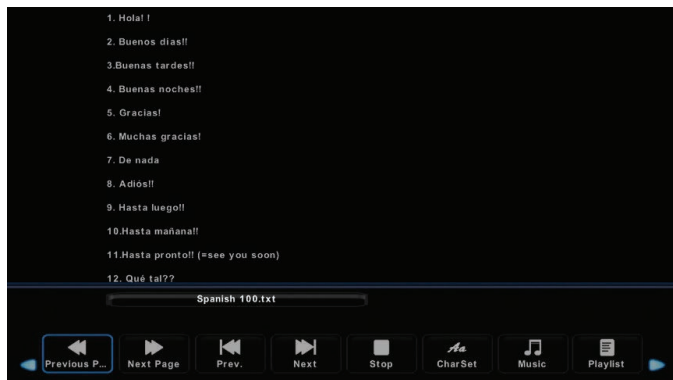 1. Hola! !
2. Buenos días!!
3.Buenas tardes!!
4. Buenas noches!!
5. Gracias!
6. Muchas gracias!
7. De nada
8. Adiós!!
9. Hasta luego!!
10.Hasta mañana!!
11.Hasta pronto!! (=see you soon)
12. Qué tal??
Spanish 100.txt
Aa
Previous P... Next Page Prev. Next Stop CharSet Music Playlist